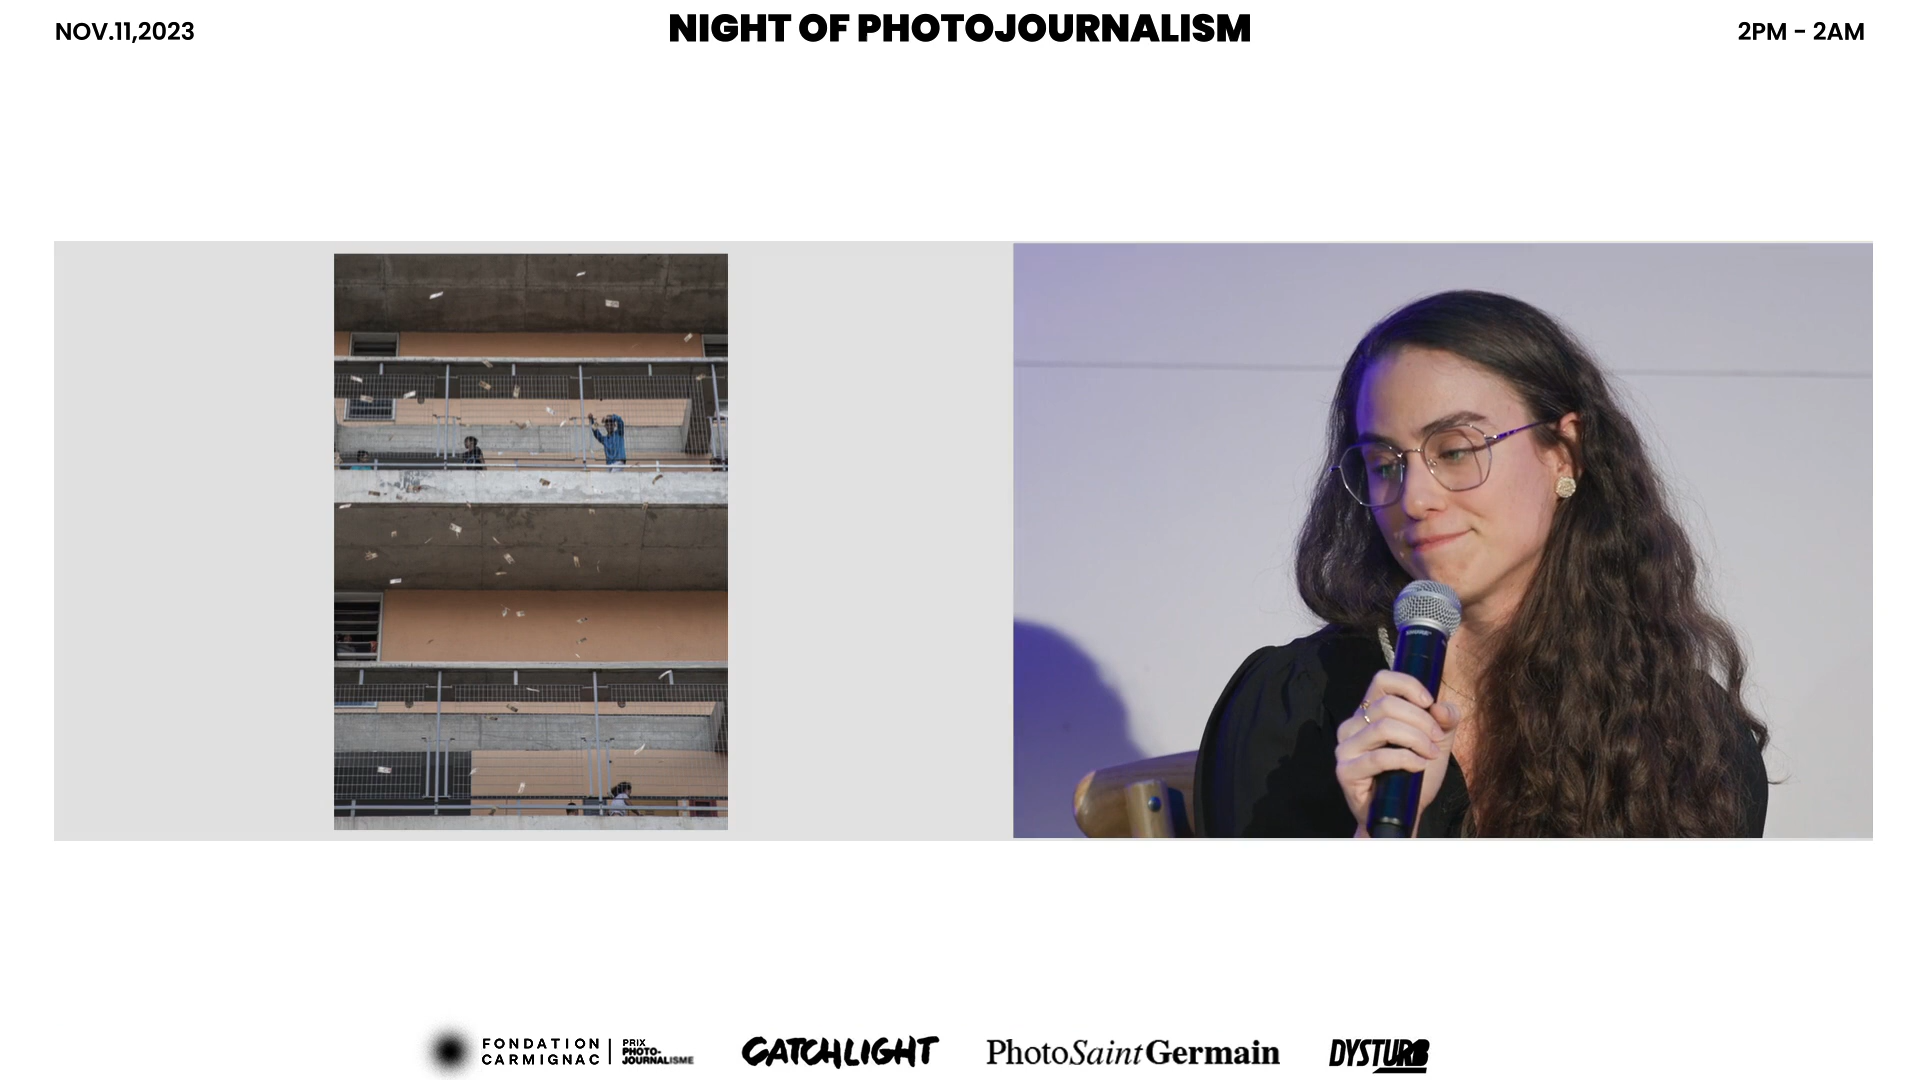 NOV.11,2023
NIGHT OF PHOTOJOURNALISM
2PM - 2AM
FONDATION
CARMIGNAC
PRIX
PHOTO-
JOURNALISME
CATCHLIGHT
PhotoSaintGermain
DYSTURB